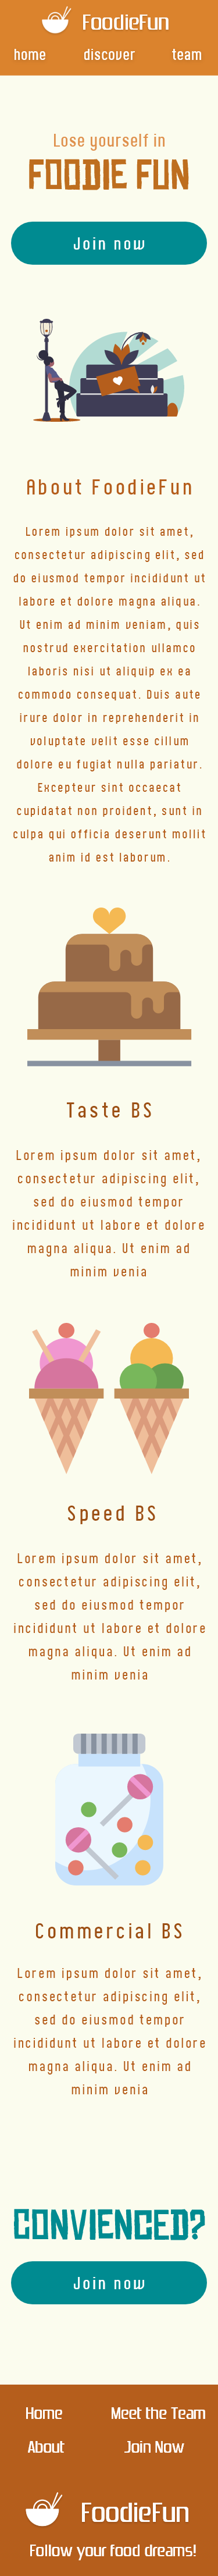 FoodieFun
home discover team
Lose yourself in
FOODIE FUN
Join now
About FoodieFun
Lorem ipsum dolor sit amet,
consectetur adipiscing elit, sed
do eiusmod tempor incididunt ut
labore et dolore magna aliqua.
Ut enim ad minim veniam, quis
nostrud exercitation ullamco
laboris nisi ut aliquip ex ea
commodo consequat. Duis aute
irure dolor in reprehenderit in
voluptate velit esse cillum
dolore eu fugiat nulla pariatur.
Excepteur sint occaecat
cupidatat non proident, sunt in
culpa qui officia deserunt mollit
anim id est laborum.
Taste BS
Lorem ipsum dolor sit amet,
consectetur adipiscing elit,
sed do eiusmod tempor
incididunt ut labore et dolore
magna aliqua. Ut enim ad
minim venia
Speed BS
Lorem ipsum dolor sit amet,
consectetur adipiscing elit,
sed do eiusmod tempor
incididunt ut labore et dolore
magna aliqua. Ut enim ad
minim venia
Commercial BS
Lorem ipsum dolor sit amet,
consectetur adipiscing elit,
sed do eiusmod tempor
incididunt ut labore et dolore
magna aliqua. Ut enim ad
minim venia
CONVIENCED?
Join now
Home Meet the Team
About Join Now
FoodieFun
Follow your food dreams!